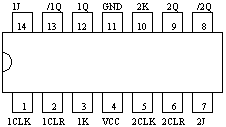 1J /1Q 1Q GND 2K 2Q /2Q
14 13 12 11 10 9 8
1 2 3 4 5 6 7
1CLK 1CLR 1K VCC 2CLK 2CLR 2J